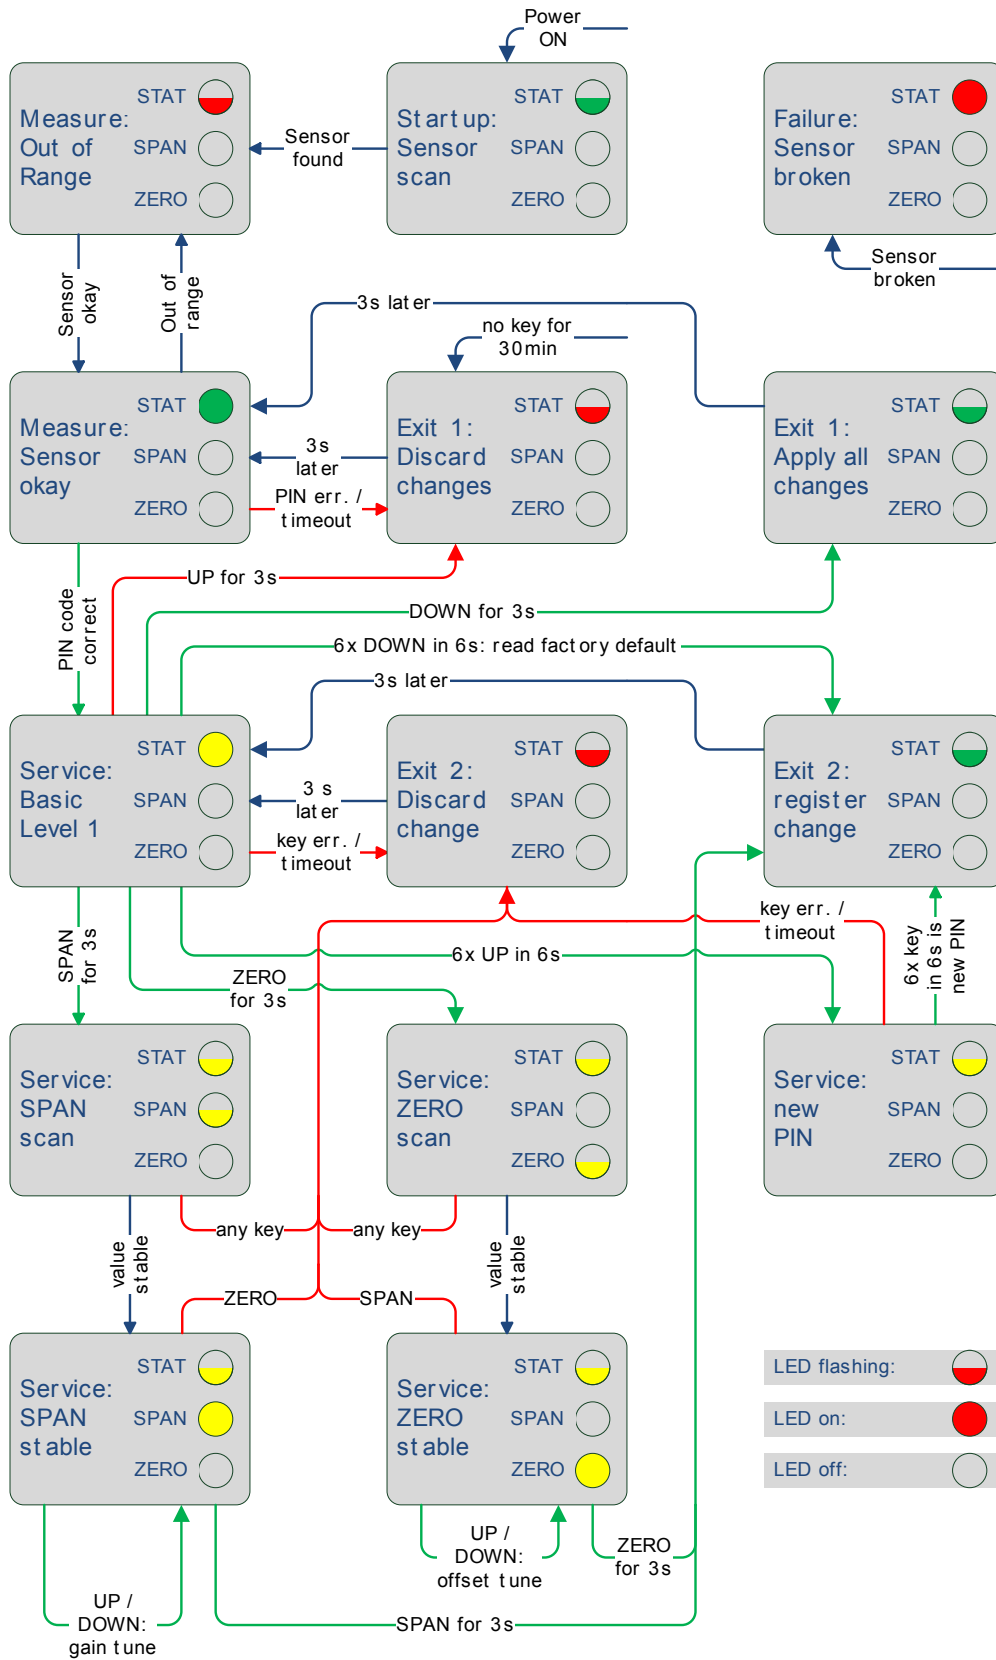 Power
ON
Measure:
Out of
Range
STAT
SPAN
ZERO
Sensor
found
Startup:
Sensor
scan
STAT
SPAN
ZERO
Failure:
Sensor
broken
STAT
SPAN
ZERO
Sensor
broken
Sensor
okay
Out of
range
3s later
no key for
30min
Measure:
Sensor
okay
STAT
SPAN
ZERO
3s
later
PIN err. /
timeout
Exit 1:
Discard
changes
STAT
SPAN
ZERO
Exit 1:
Apply all
changes
STAT
SPAN
ZERO
PIN code
correct
UP for 3s
DOWN for 3s
6x DOWN in 6s: read factory default
3s later
Service:
Basic
Level 1
STAT
SPAN
ZERO
3 s
later
key err. /
timeout
Exit 2:
Discard
change
STAT
SPAN
ZERO
Exit 2:
register
change
STAT
SPAN
ZERO
SPAN
for 3s
ZERO
for 3s
6x UP in 6s
key err. /
timeout
6x key
in 6s is
new PIN
Service:
SPAN
scan
STAT
SPAN
ZERO
Service:
ZERO
scan
STAT
SPAN
ZERO
Service:
new
PIN
STAT
SPAN
ZERO
value
stable
any key
any key
value
stable
ZERO
SPAN
Service:
SPAN
stable
STAT
SPAN
ZERO
Service:
ZERO
stable
STAT
SPAN
ZERO
LED flashing:
LED on:
LED off:
UP /
DOWN:
gain tune
UP /
DOWN:
offset tune
ZERO
for 3s
SPAN for 3s